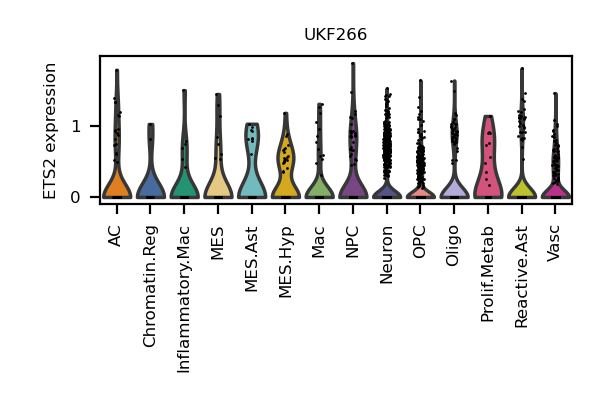 UKF266
ETS2 expression
1
0
AC
Chromatin.Reg
Inflammatory.Mac
MES
MES.Ast
MES.Hyp
Mac
NPC
Neuron
OPC
Oligo
Prolif.Metab
Reactive.Ast
Vasc